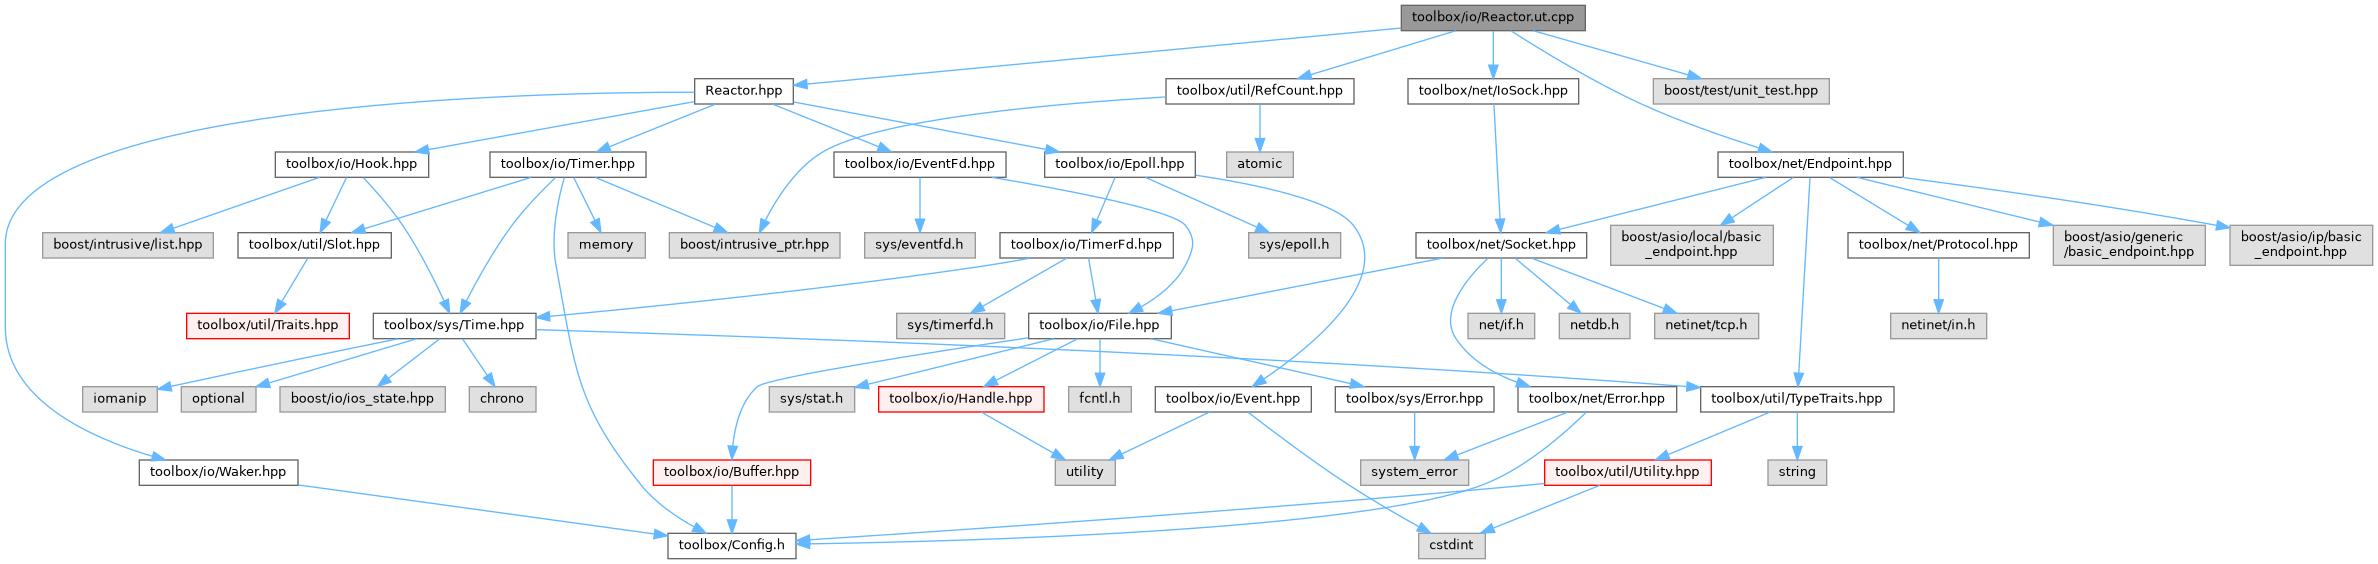 toolbox/io/Reactor.ut.cpp
Reactor.hpp
toolbox/util/RefCount.hpp
toolbox/net/IoSock.hpp
boost/test/unit_test.hpp
toolbox/io/Hook.hpp
toolbox/io/Timer.hpp
toolbox/io/EventFd.hpp
toolbox/io/Epoll.hpp
atomic
toolbox/net/Endpoint.hpp
boost/intrusive/list.hpp
toolbox/util/Slot.hpp
memory
boost/intrusive_ptr.hpp
sys/eventfd.h
toolbox/io/TimerFd.hpp
sys/epoll.h
toolbox/net/Socket.hpp
boost/asio/local/basic
_endpoint.hpp
toolbox/net/Protocol.hpp
boost/asio/generic
/basic_endpoint.hpp
boost/asio/ip/basic
_endpoint.hpp
toolbox/util/Traits.hpp
toolbox/sys/Time.hpp
sys/timerfd.h
toolbox/io/File.hpp
net/if.h
netdb.h
netinet/tcp.h
netinet/in.h
iomanip
optional
boost/io/ios_state.hpp
chrono
sys/stat.h
toolbox/io/Handle.hpp
fcntl.h
toolbox/io/Event.hpp
toolbox/sys/Error.hpp
toolbox/net/Error.hpp
toolbox/util/TypeTraits.hpp
toolbox/io/Waker.hpp
toolbox/io/Buffer.hpp
utility
system_error
toolbox/util/Utility.hpp
string
toolbox/Config.h
cstdint